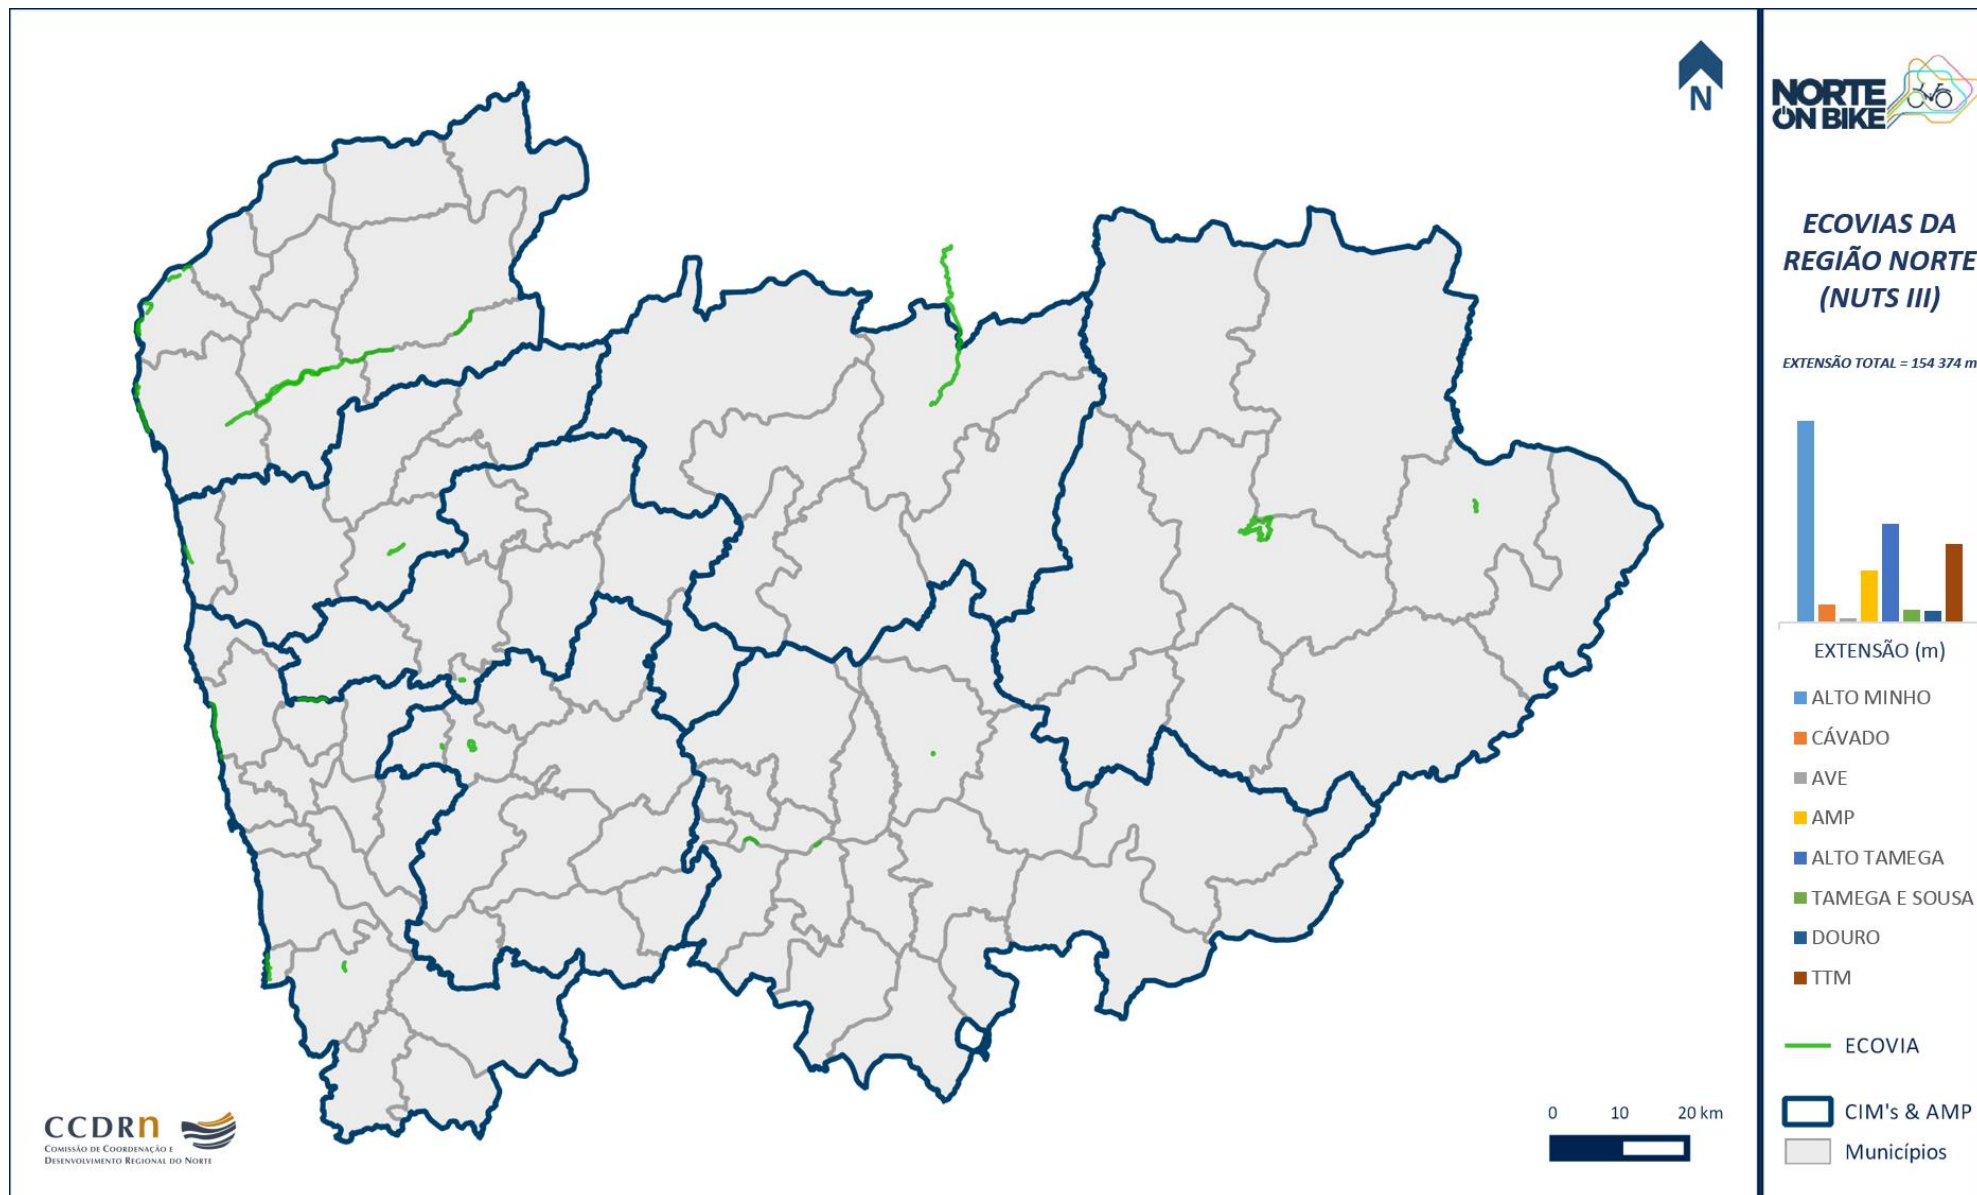 N
NORTE
ON BIKE
ECOVIAS DA
REGIÃO NORTE
(NUTS III)
EXTENSÃO TOTAL = 154 374 m
EXTENSÃO (m)
ALTO MINHO
CÁVADO
AVE
AMP
ALTO TAMEGA
TAMEGA E SOUSA
DOURO
TTM
ECOVIA
CIM's & AMP
Municípios
0 10 20 km
CCDRn
COMISSÃO DE COORDENAÇÃO E
DESENVOLVIMENTO REGIONAL DO NORTE